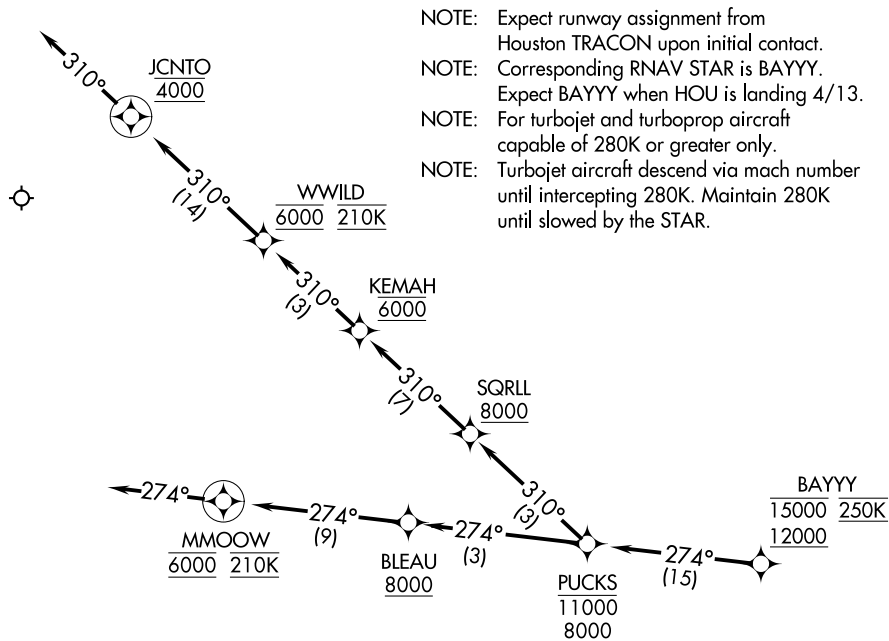 NOTE: Expect runway assignment from
Houston TRACON upon initial contact.
NOTE: Corresponding RNAV STAR is BAYYY.
Expect BAYYY when HOU is landing 4/13.
NOTE: For turbojet and turboprop aircraft
capable of 280K or greater only.
NOTE: Turbojet aircraft descend via mach number
until intercepting 280K. Maintain 280K
until slowed by the STAR.
310°
JCNTO
4000
310°
(14)
WWILD
6000 210K
310°
(3)
KEMAH
6000
310°
(7)
SQRLL
8000
310°
(3)
274°
MMOOW
6000 210K
274°
(9)
BLEAU
8000
274°
(3)
PUCKS
11000
8000
274°
(15)
BAYYY
15000 250K
12000